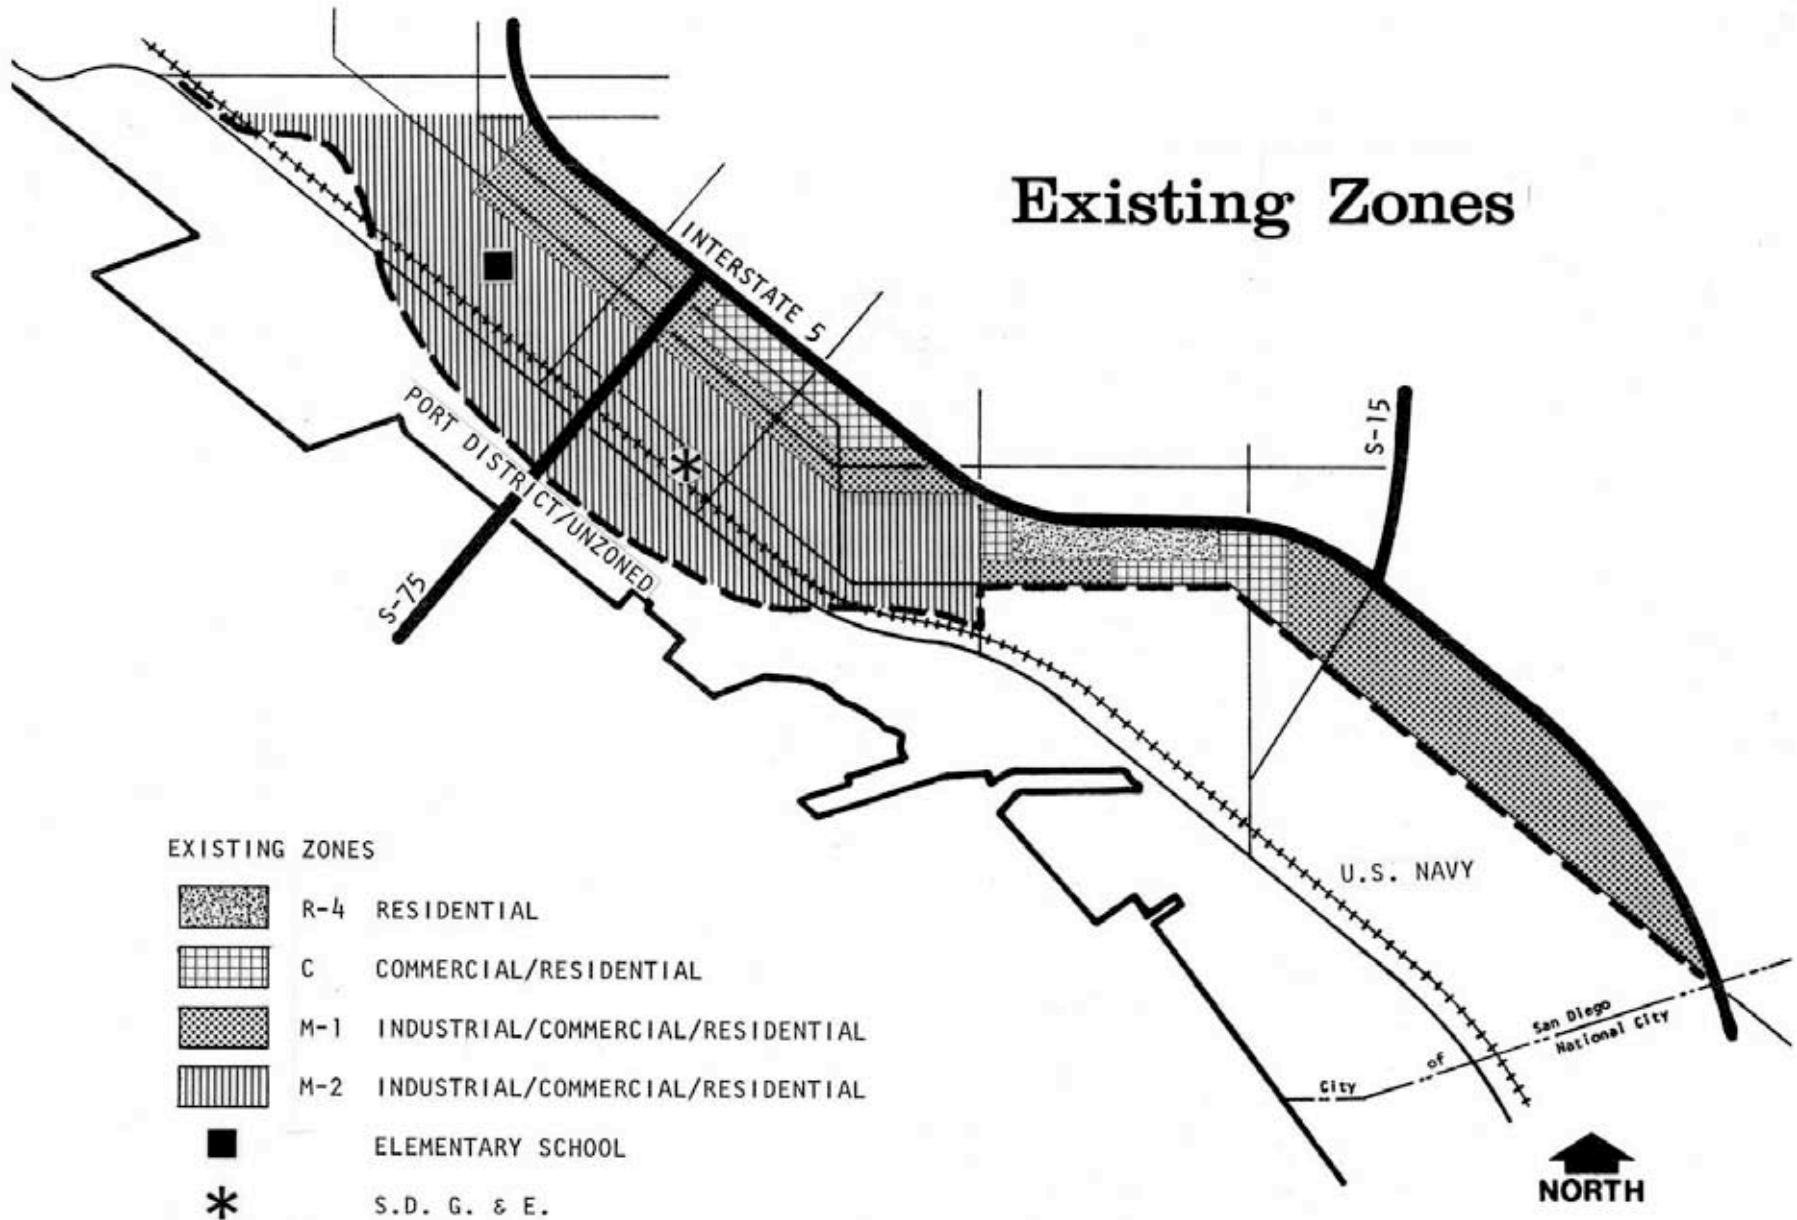 Existing Zones
INTERSTATE 5
PORT DISTRICT/UNZONED
S-75
S-15
U.S. NAVY
San Diego
City of National City
EXISTING ZONES
R-4 RESIDENTIAL
C COMMERCIAL/RESIDENTIAL
M-1 INDUSTRIAL/COMMERCIAL/RESIDENTIAL
M-2 INDUSTRIAL/COMMERCIAL/RESIDENTIAL
ELEMENTARY SCHOOL
S.D. G. & E.
NORTH